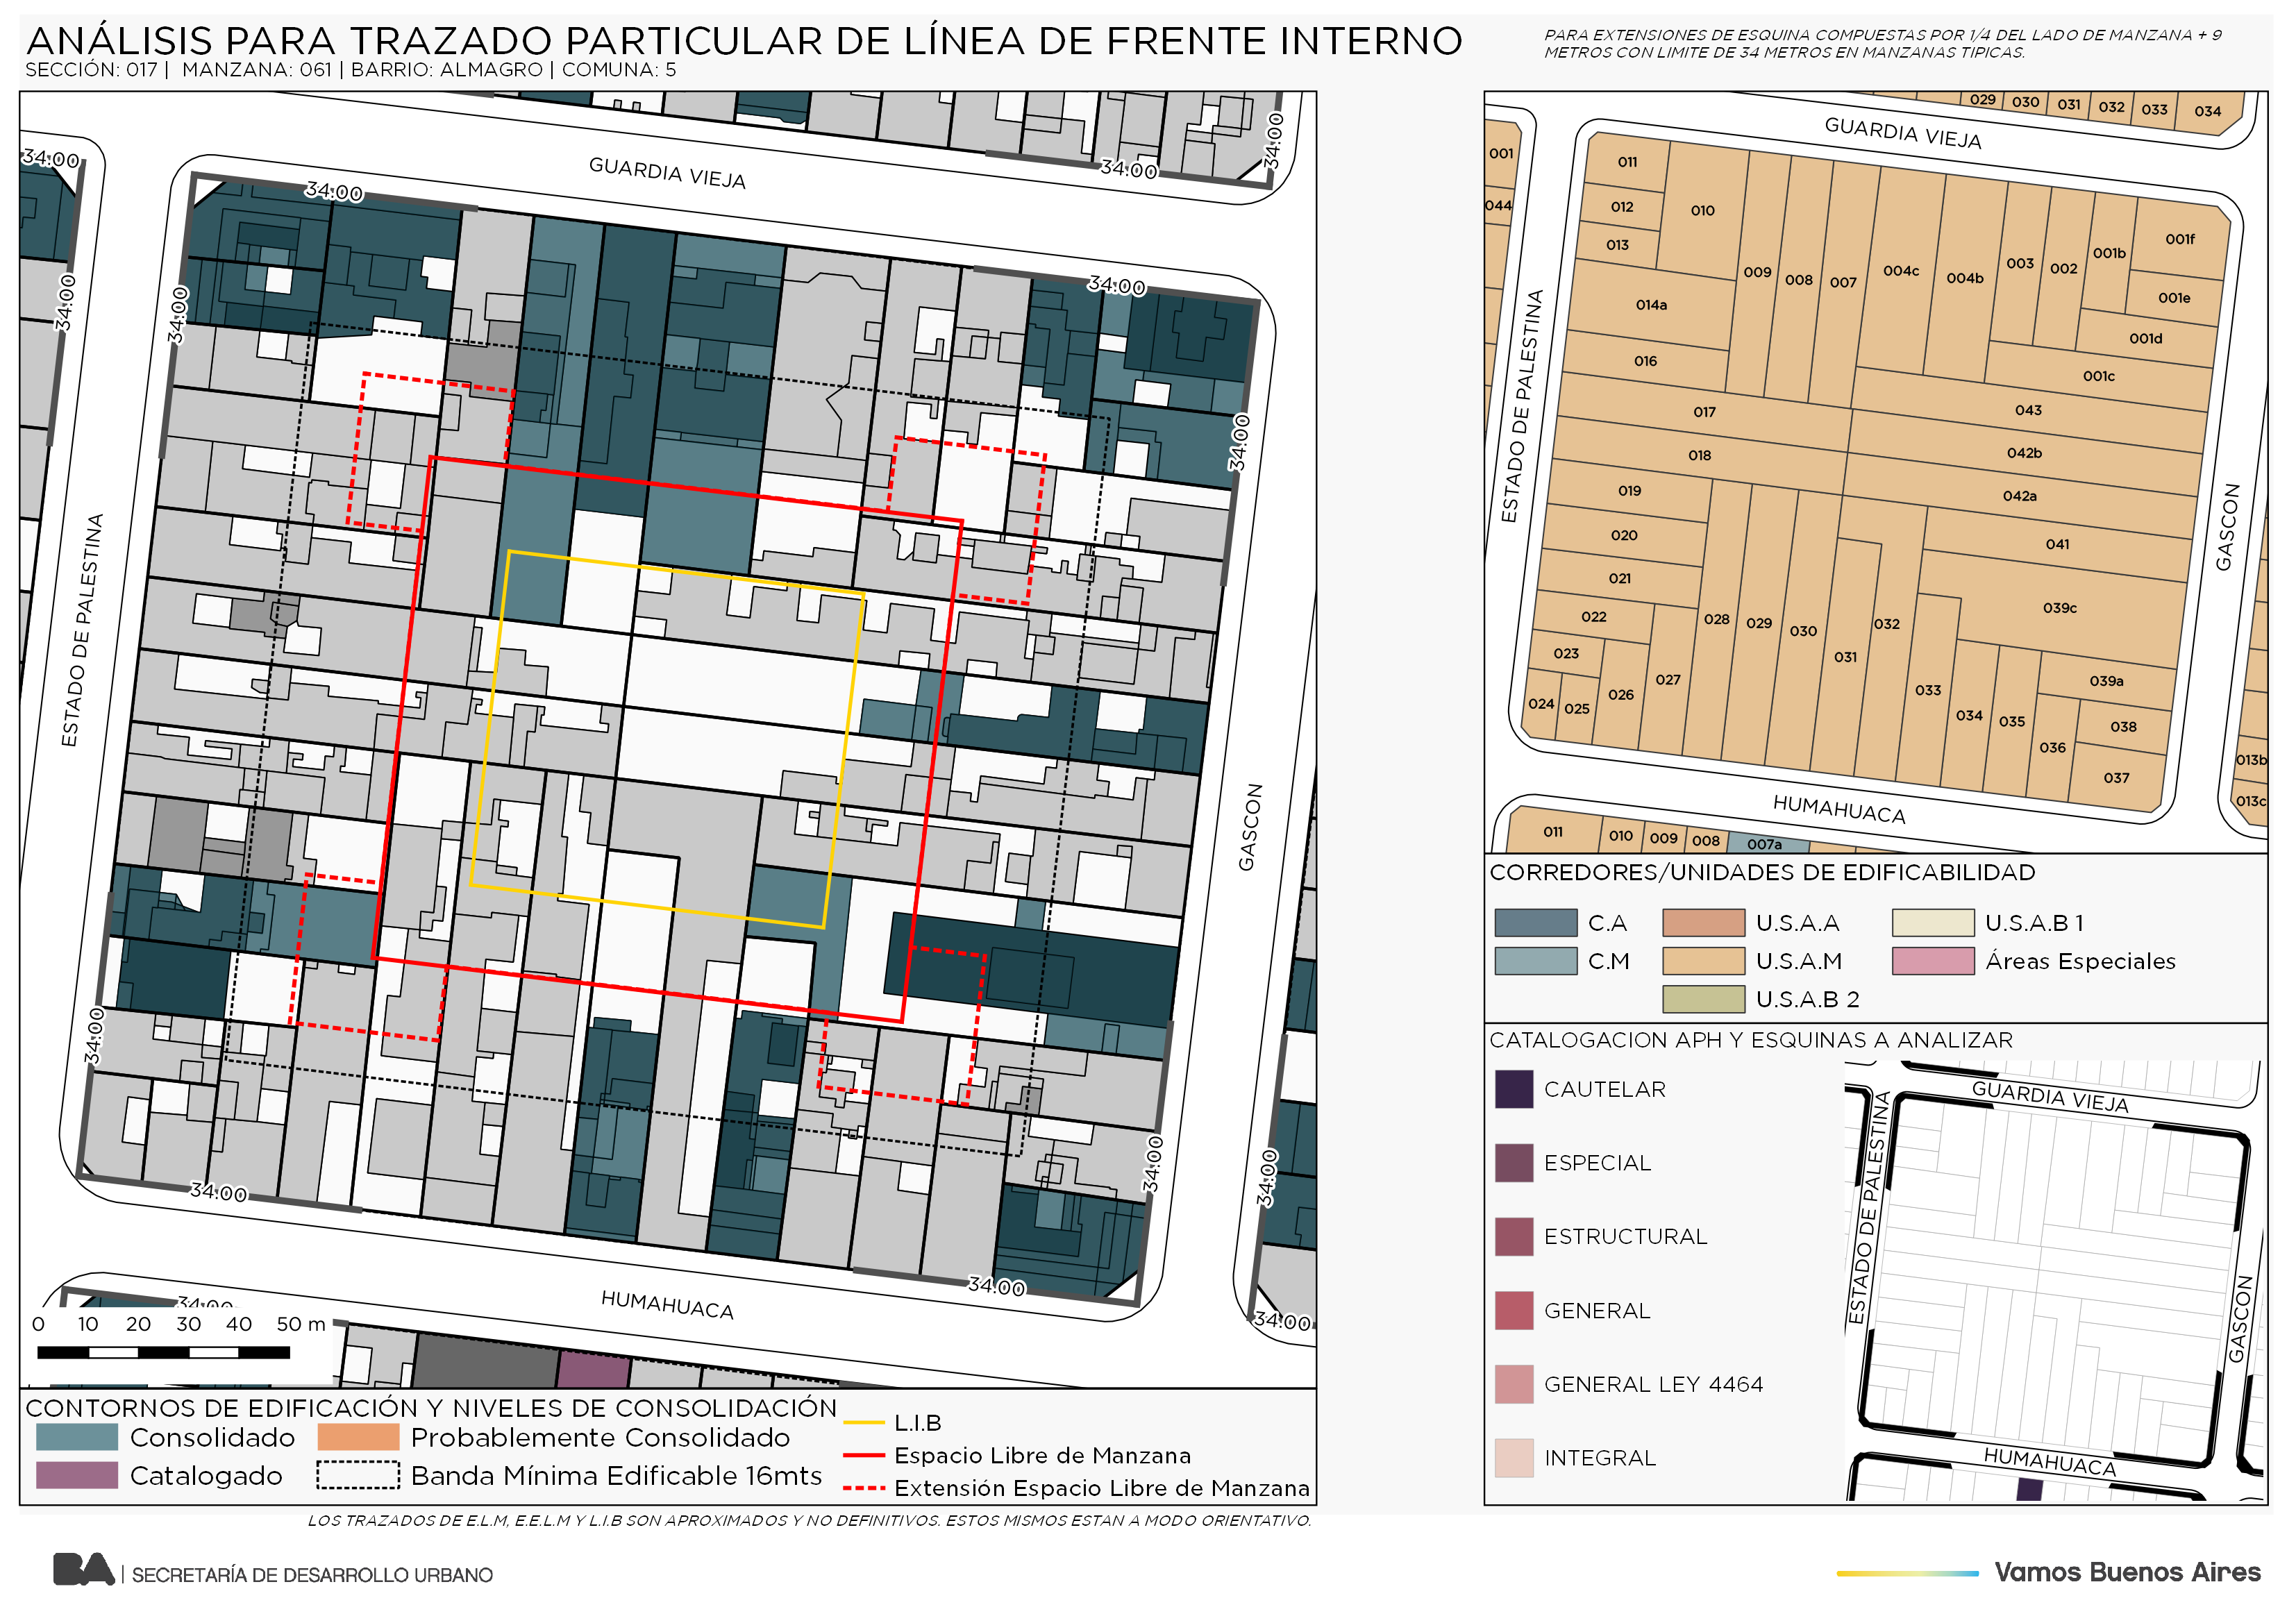 ANÁLISIS PARA TRAZADO PARTICULAR DE LÍNEA DE FRENTE INTERNO
SECCIÓN: 017 | MANZANA: 061 | BARRIO: ALMAGRO | COMUNA: 5
PARA EXTENSIONES DE ESQUINA COMPUESTAS POR 1/4 DEL LADO DE MANZANA + 9
METROS CON LIMITE DE 34 METROS EN MANZANAS TIPICAS.
34.00
34.00
34.00
GUARDIA VIEJA
34.00
34.00
34.00
34.00
34.00
ESTADO DE PALESTINA
GASCON
34.00
34.00
34.00
34.00
34.00
HUMAHUACA
34.00
34.00
0 10 20 30 40 50 m
CONTORNOS DE EDIFICACIÓN Y NIVELES DE CONSOLIDACIÓN
Consolidado
Probablemente Consolidado
Catalogado
Banda Mínima Edificable 16mts
L.I.B
Espacio Libre de Manzana
Extensión Espacio Libre de Manzana
LOS TRAZADOS DE E.L.M, E.E.L.M Y L.I.B SON APROXIMADOS Y NO DEFINITIVOS. ESTOS MISMOS ESTAN A MODO ORIENTATIVO.
029 030 031 032 033 034
GUARDIA VIEJA
001
044
011
012
013
010
009
008
007
004c
004b
003
002
001b
001f
001e
001d
001c
014a
016
017
018
043
042b
042a
041
039c
019
020
021
022
023
024
025
026
027
028
029
030
031
032
033
034
035
036
039a
038
037
ESTADO DE PALESTINA
GASCON
HUMAHUACA
013b
013c
011
010
009
008
007a
CORREDORES/UNIDADES DE EDIFICABILIDAD
C.A
U.S.A.A
U.S.A.B 1
C.M
U.S.A.M
Áreas Especiales
U.S.A.B 2
CATALOGACION APH Y ESQUINAS A ANALIZAR
CAUTELAR
ESPECIAL
ESTRUCTURAL
GENERAL
GENERAL LEY 4464
INTEGRAL
GUARDIA VIEJA
ESTADO DE PALESTINA
GASCON
HUMAHUACA
BA | SECRETARÍA DE DESARROLLO URBANO
Vamos Buenos Aires